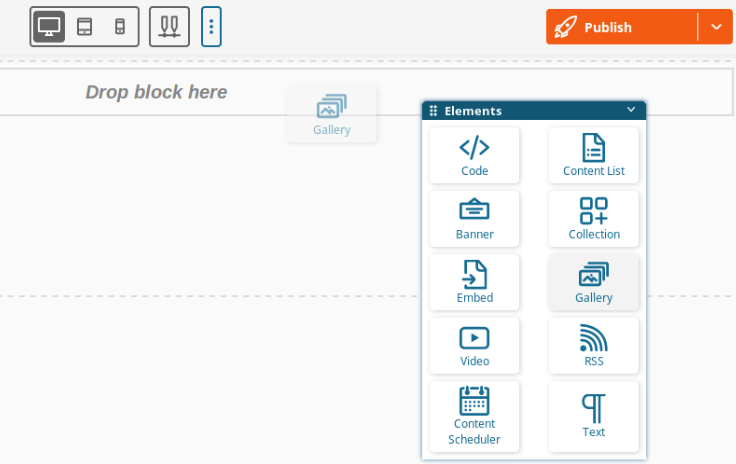 Publish
Drop block here
Gallery
Elements
Code
Content List
Banner
Collection
Embed
Gallery
Video
RSS
Content
Scheduler
Text